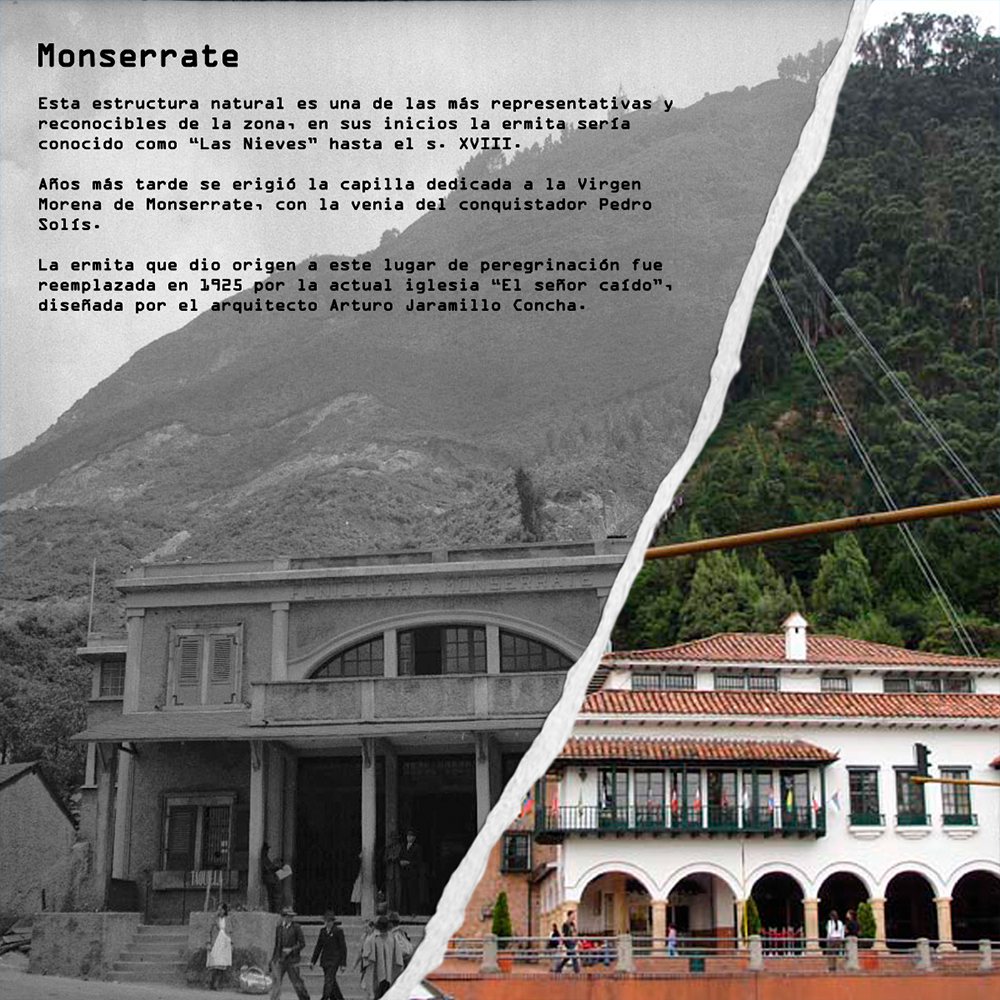 Monserrate
Esta estructura natural es una de las más representativas y
reconocibles de la zona, en sus inicios la ermita sería
conocido como “Las Nieves” hasta el s. XVIII.
Años más tarde se erigió la capilla dedicada a la Virgen
Morena de Monserrate, con la venia del conquistador Pedro
Solís.
La ermita que dio origen a este lugar de peregrinación fue
reemplazada en 1925 por la actual iglesia “El señor caído”,
diseñada por el arquitecto Arturo Jaramillo Concha.
TAQUILLA